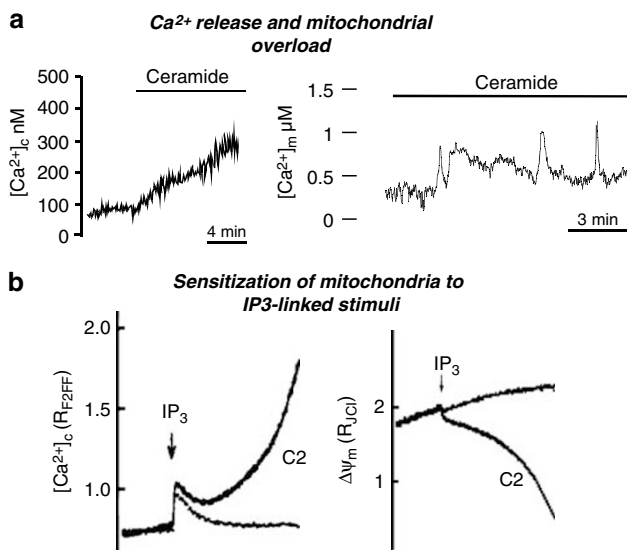 a
Ca²⁺ release and mitochondrial
overload
[Ca²⁺]c nM
500
400
300
200
100
0
Ceramide
4 min
[Ca²⁺]m µM
1.5
1
0.5
0
Ceramide
3 min
b
Sensitization of mitochondria to
IP3-linked stimuli
[Ca²⁺]c (R_F2FF)
2.0
1.5
1.0
IP₃
C2
Δψm (R_JCI)
2
1
IP₃
C2